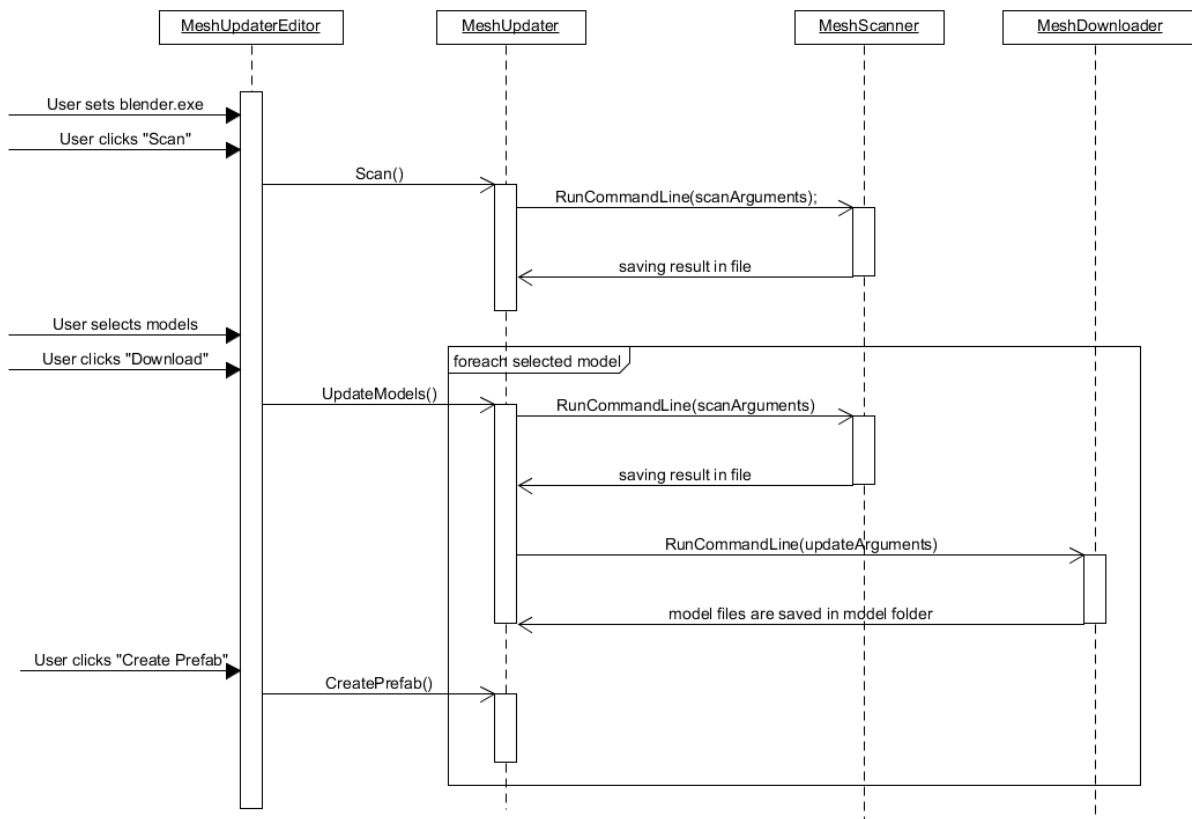 MeshUpdaterEditor
MeshUpdater
MeshScanner
MeshDownloader
User sets blender.exe
User clicks "Scan"
Scan()
RunCommandLine(scanArguments);
saving result in file
User selects models
User clicks "Download"
foreach selected model
UpdateModels()
RunCommandLine(scanArguments)
saving result in file
RunCommandLine(updateArguments)
model files are saved in model folder
User clicks "Create Prefab"
CreatePrefab()